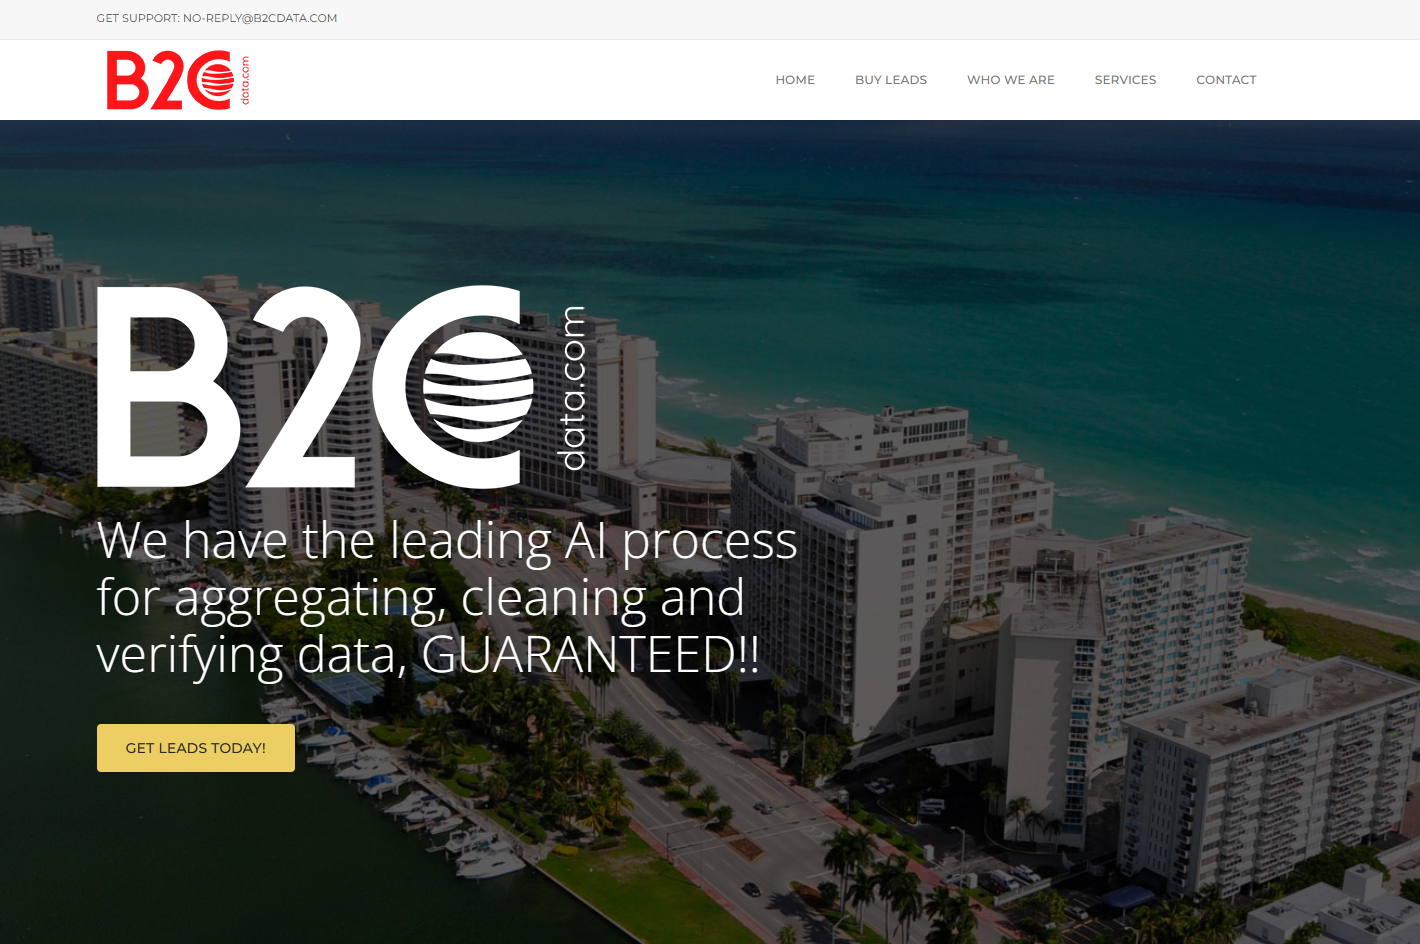 GET SUPPORT: NO-REPLY@B2CDATA.COM
B2C data.com
HOME BUY LEADS WHO WE ARE SERVICES CONTACT
B2C data.com
We have the leading AI process
for aggregating, cleaning and
verifying data, GUARANTEED!!
GET LEADS TODAY!